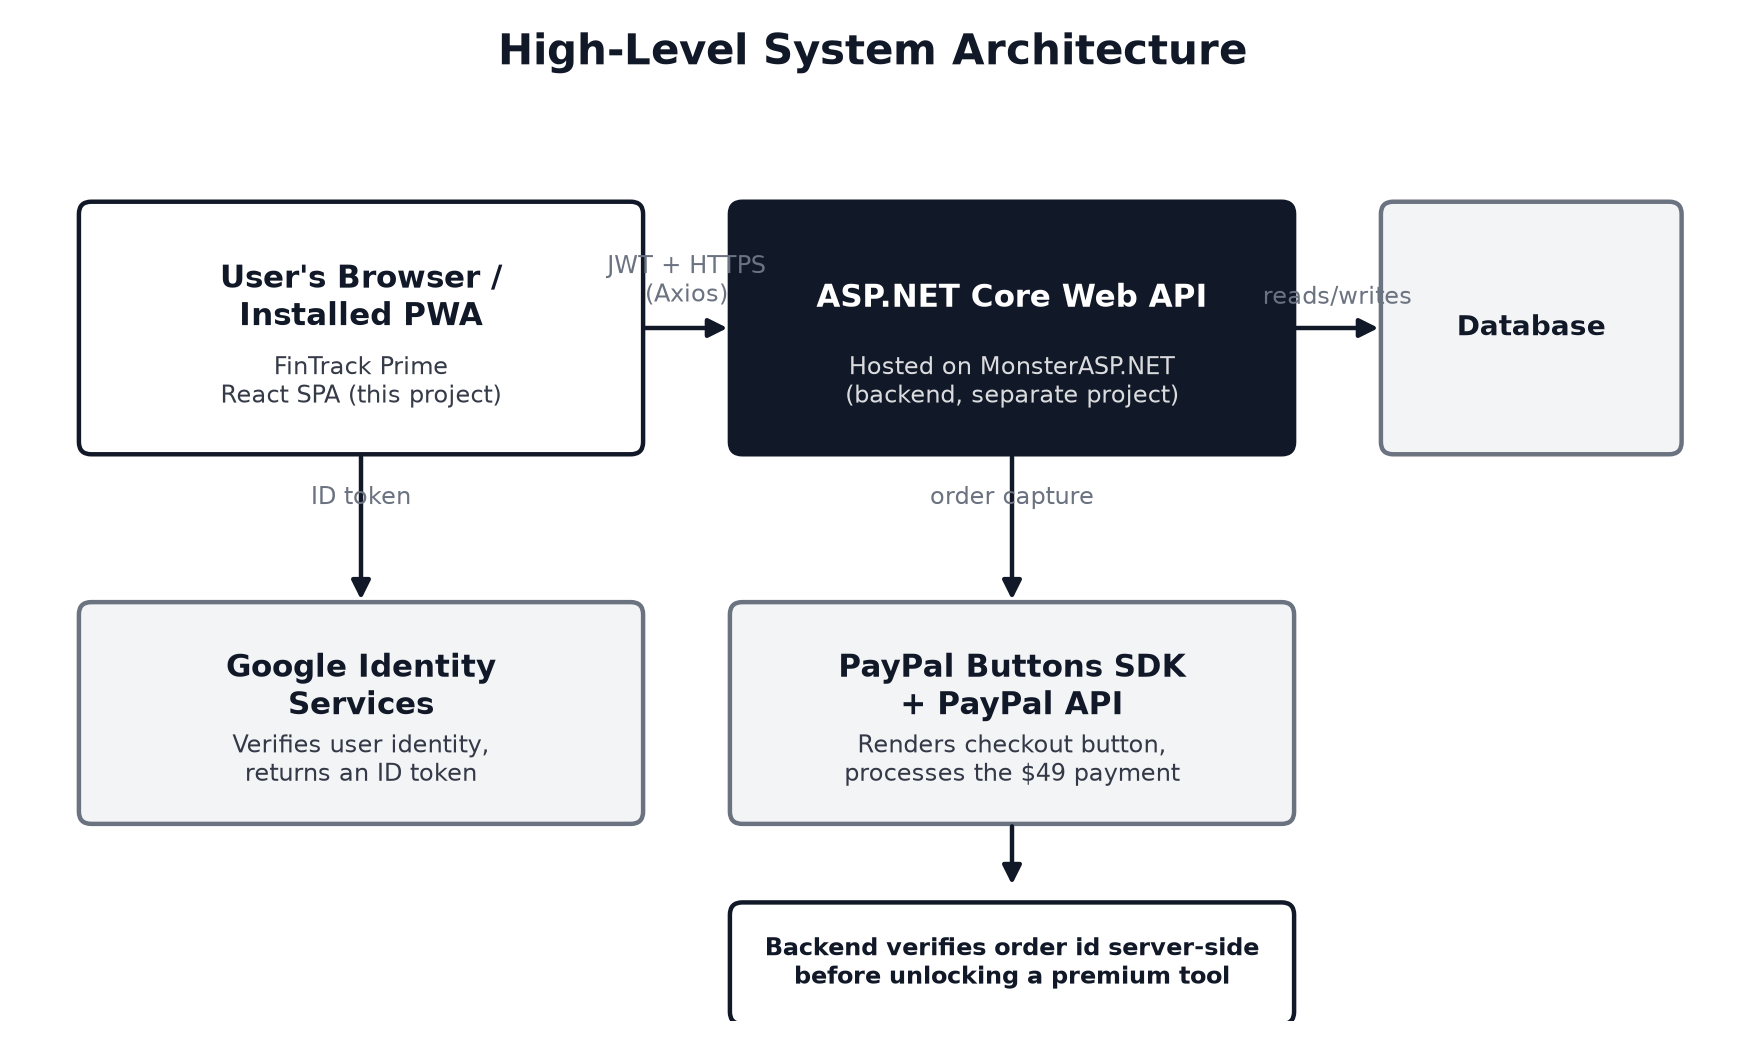 High-Level System Architecture
User's Browser /
Installed PWA
FinTrack Prime
React SPA (this project)
JWT + HTTPS
(Axios)
ASP.NET Core Web API
Hosted on MonsterASP.NET
(backend, separate project)
reads/writes
Database
ID token
order capture
Google Identity
Services
Verifies user identity,
returns an ID token
PayPal Buttons SDK
+ PayPal API
Renders checkout button,
processes the $49 payment
Backend verifies order id server-side
before unlocking a premium tool